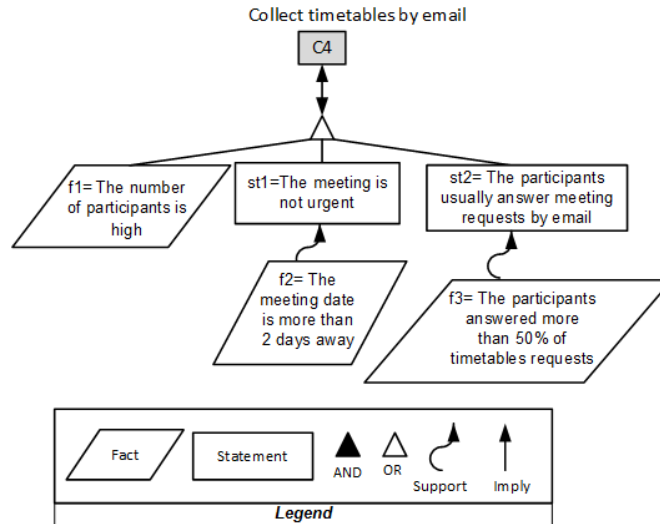 Collect timetables by email
C4
f1= The number
of participants is
high
st1=The meeting is
not urgent
st2= The participants
usually answer meeting
requests by email
f2= The
meeting date
is more than
2 days away
f3= The participants
answered more
than 50% of
timetables requests
Fact
Statement
AND
OR
Support
Imply
Legend